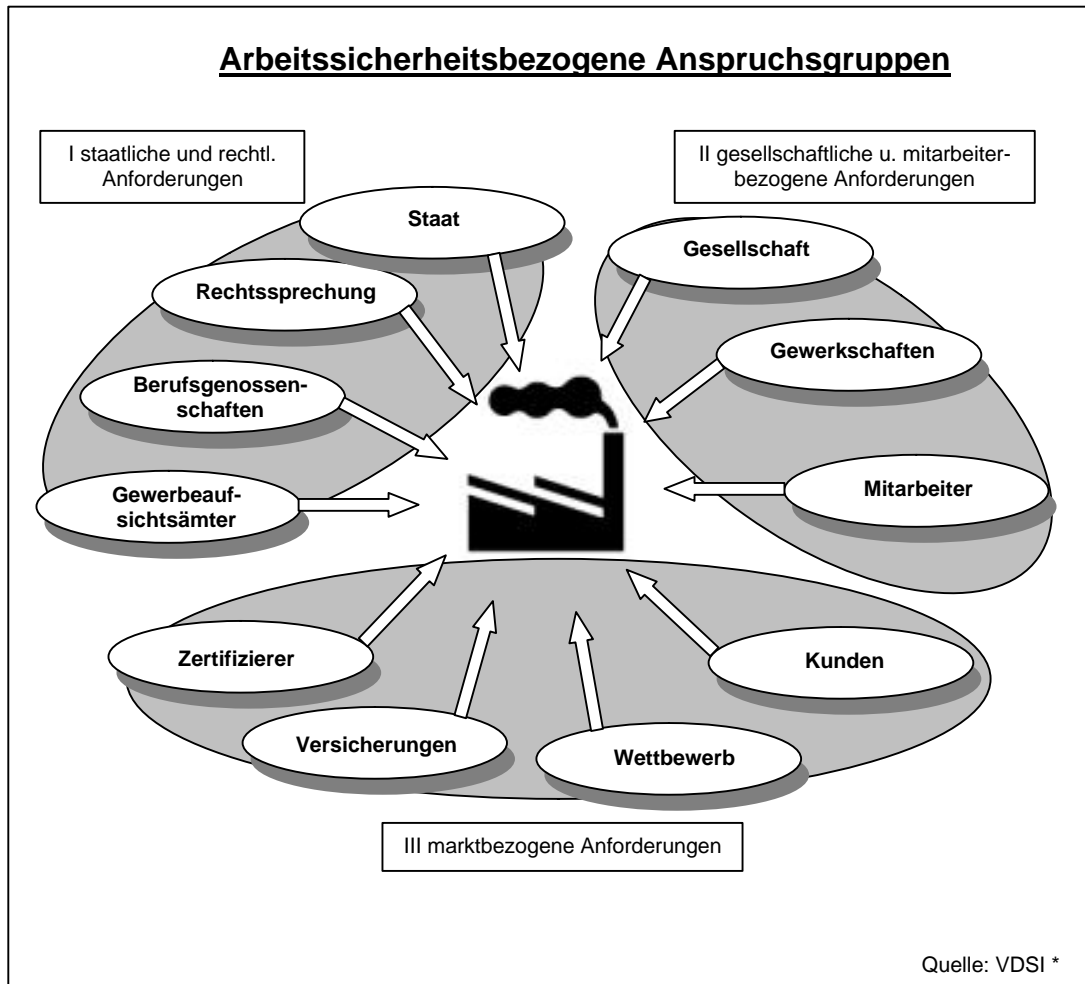 Arbeitssicherheitsbezogene Anspruchsgruppen
I staatliche und rechtl.
Anforderungen
II gesellschaftliche u. mitarbeiter-
bezogene Anforderungen
Staat
Rechtssprechung
Berufsgenossen-
schaften
Gewerbeauf-
sichtsämter
Gesellschaft
Gewerkschaften
Mitarbeiter
Zertifizierer
Versicherungen
Wettbewerb
Kunden
III marktbezogene Anforderungen
Quelle: VDSI *